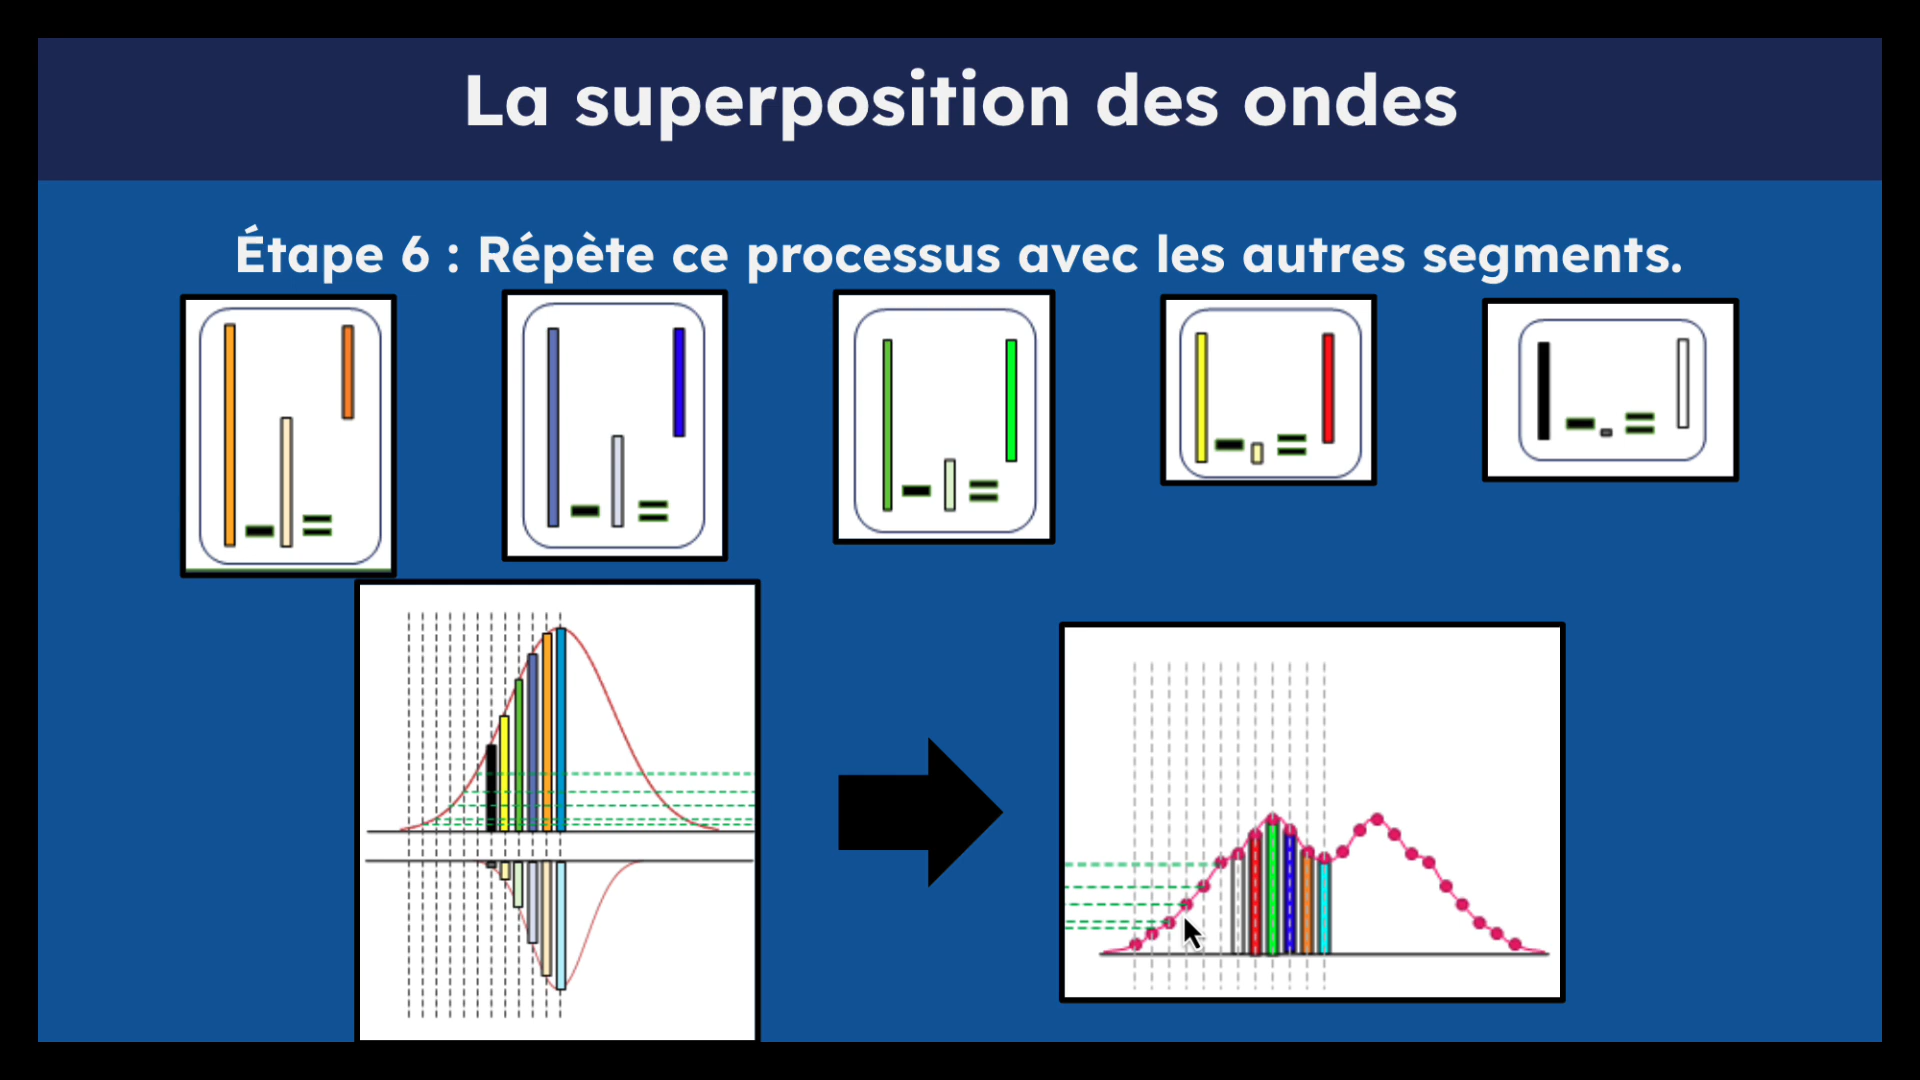 La superposition des ondes
Étape 6 : Répète ce processus avec les autres segments.